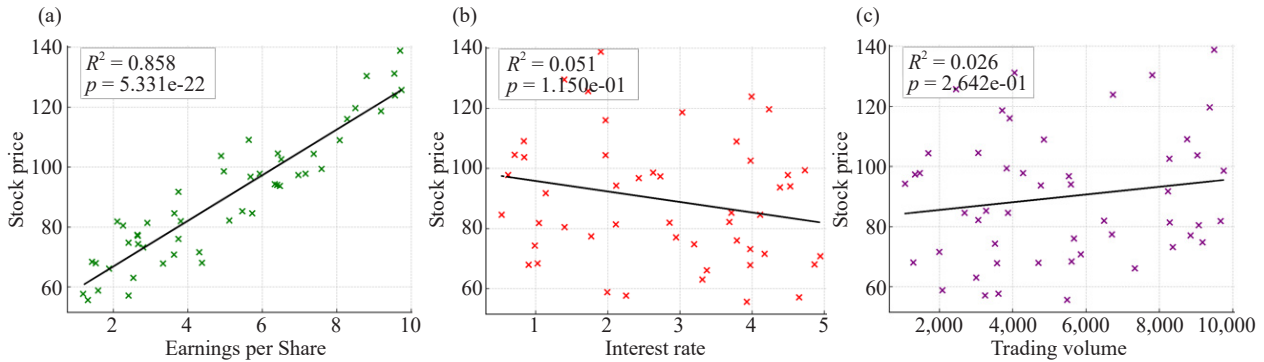 (a)
R² = 0.858
p = 5.331e-22
140
120
100
80
60
Stock price
2
4
6
8
10
Earnings per Share
(b)
R² = 0.051
p = 1.150e-01
140
120
100
80
60
Stock price
1
2
3
4
5
Interest rate
(c)
R² = 0.026
p = 2.642e-01
140
120
100
80
60
Stock price
2,000
4,000
6,000
8,000
10,000
Trading volume